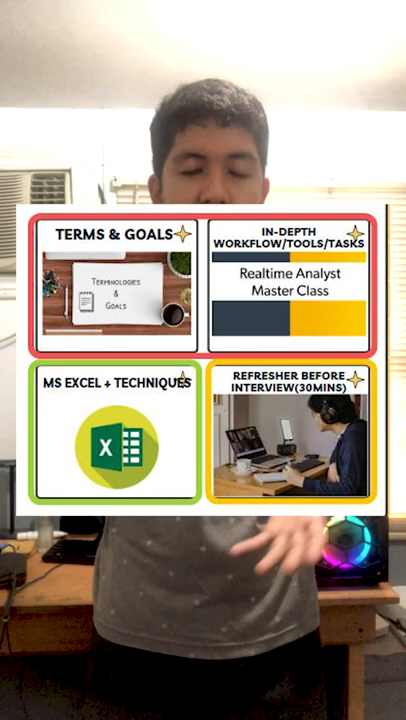 TERMS & GOALS
TERMINOLOGIES
&
GOALS
IN-DEPTH
WORKFLOW/TOOLS/TASKS
Realtime Analyst
Master Class
MS EXCEL + TECHNIQUES
X
REFRESHER BEFORE
INTERVIEW(30MINS)